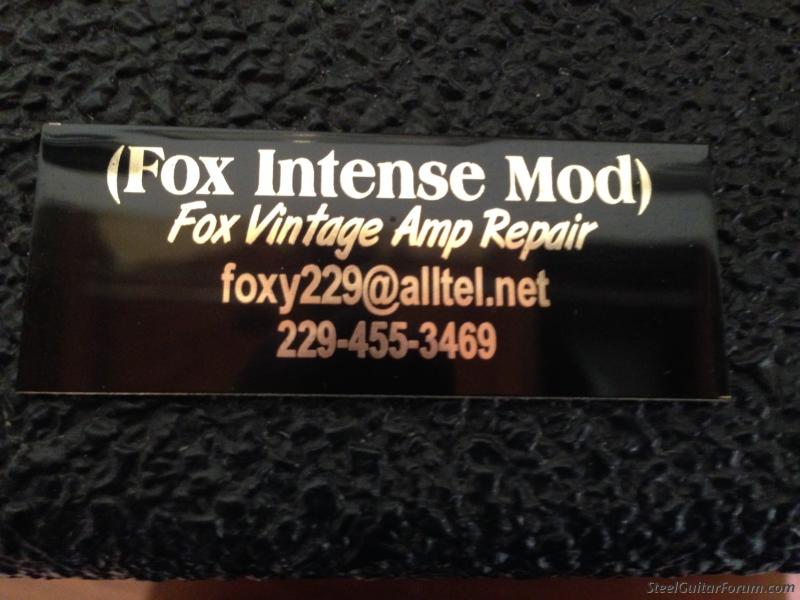 (Fox Intense Mod)
Fox Vintage Amp Repair
foxy229@alltel.net
229-455-3469
SteelGuitarForum.com